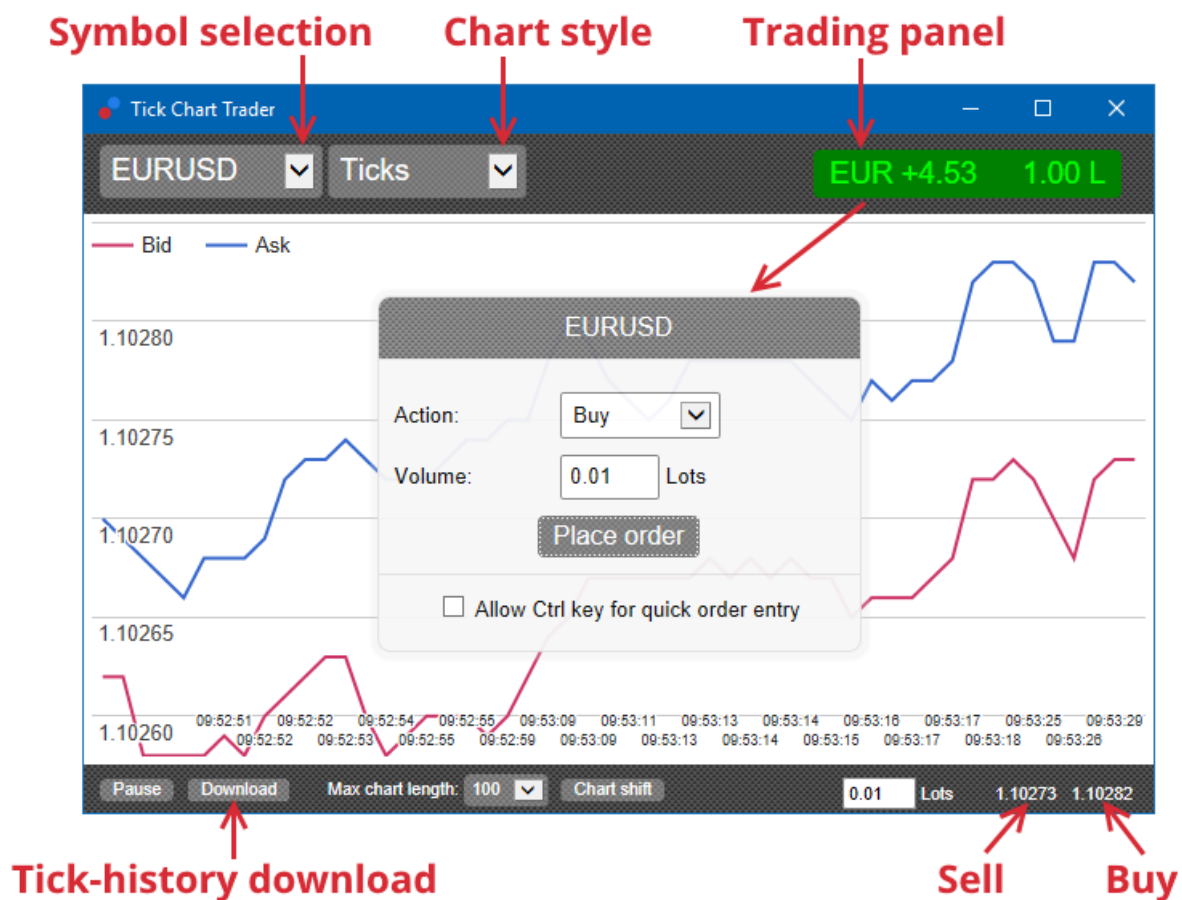 Symbol selection Chart style Trading panel
Tick Chart Trader
EURUSD Ticks EUR +4.53 1.00 L
Bid Ask
EURUSD
1.10280
Action: Buy
1.10275
Volume: 0.01 Lots
1.10270
Place order
Allow Ctrl key for quick order entry
1.10265
09:52:51 09:52:52 09:52:54 09:52:55 09:53:09 09:53:11 09:53:13 09:53:14 09:53:16 09:53:17 09:53:25 09:53:29
1.10260
09:52:52 09:52:53 09:52:55 09:52:59 09:53:09 09:53:13 09:53:14 09:53:15 09:53:17 09:53:18 09:53:26
Pause Download Max chart length: 100 Chart shift 0.01 Lots 1.10273 1.10282
Tick-history download Sell Buy